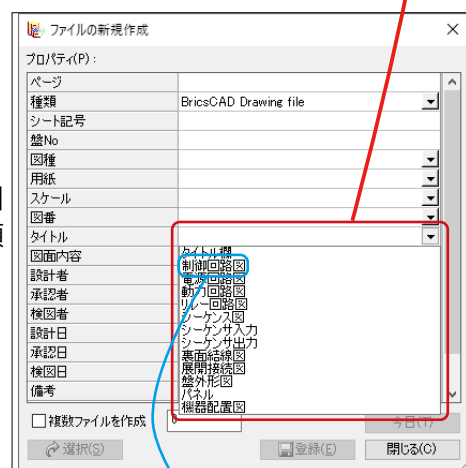 ファイルの新規作成
プロパティ(P):
ページ
種類 BricsCAD Drawing file
シート記号
盤No
図種
用紙
スケール
図番
タイトル
図面内容
設計者
承認者
検図者
設計日
承認日
検図日
備考
タイトル欄
制御回路図
電源回路図
動力回路図
リレー回路図
シーケンス図
シーケンサ入力
シーケンサ出力
裏面結線図
展開接続図
盤外形図
パネル
機器配置図
複数ファイルを作成 0 今日(T)
選択(S) 登録(E) 閉じる(C)